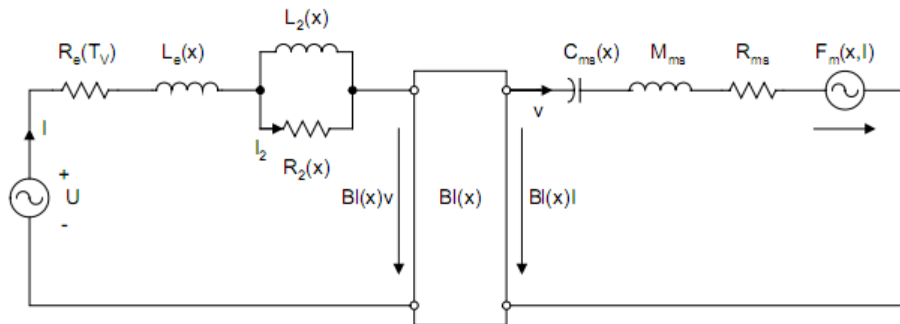 L₂(x)
Rₑ(Tᵥ)
Lₑ(x)
Cₘₛ(x)
Mₘₛ
Rₘₛ
Fₘ(x,I)
I
v
I₂
R₂(x)
+
U
-
Bl(x)v
Bl(x)
Bl(x)I